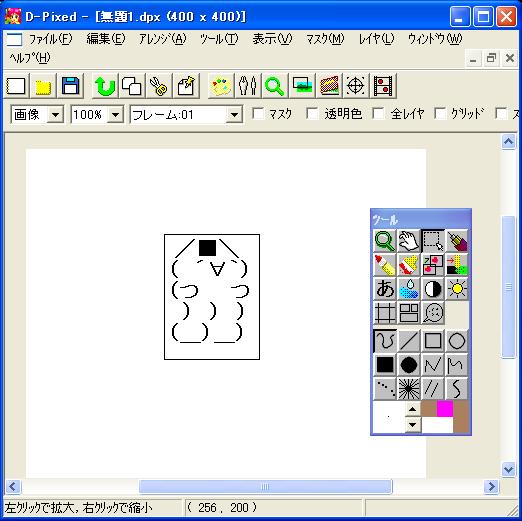 D-Pixed - [無題1.dpx (400 x 400)]
ﾌｧｲﾙ(F) 編集(E) ｱﾚﾝｼﾞ(A) ﾂｰﾙ(T) 表示(V) ﾏｽｸ(M) ﾚｲﾔ(L) ｳｨﾝﾄﾞｳ(W)
ﾍﾙﾌﾟ(H)
画像 100% フレーム:01 マスク 透明色 全レイヤ ｸﾞﾘｯﾄﾞ ス
ツール
あ
／■＼
（ ´∀｀）
（つ　つ
）　）　）
（＿）＿）
左ｸﾘｯｸで拡大, 右ｸﾘｯｸで縮小 ( 256 , 200 )